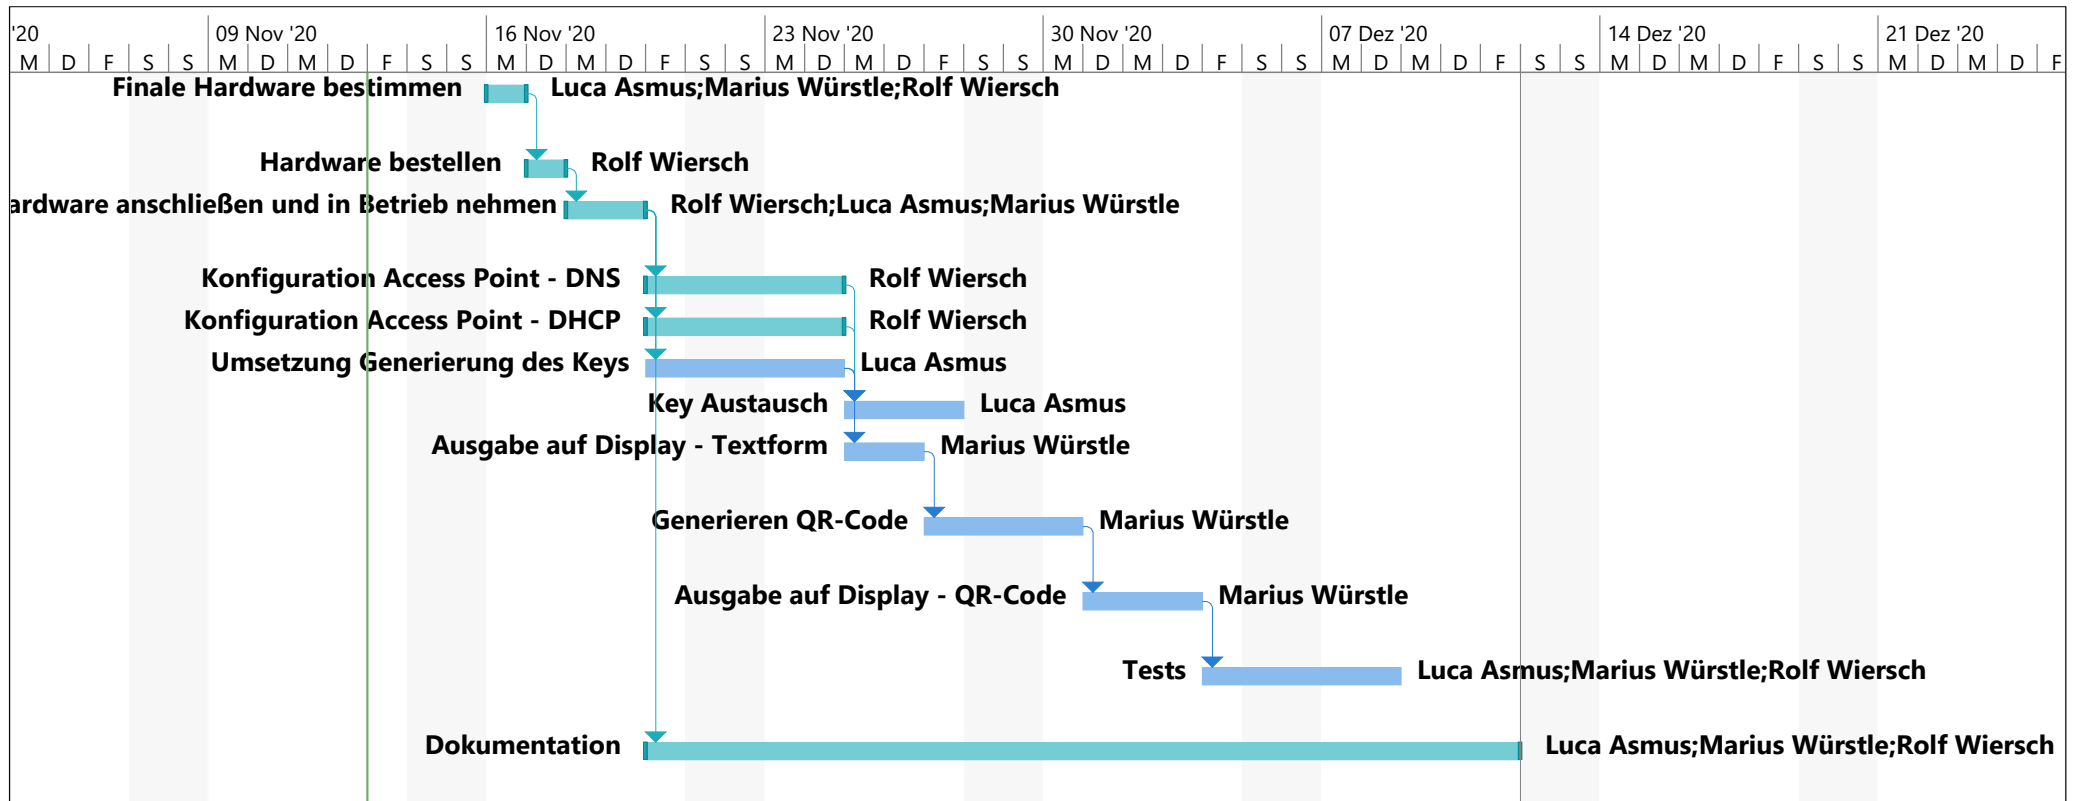 '20 09 Nov '20 16 Nov '20 23 Nov '20 30 Nov '20 07 Dez '20 14 Dez '20 21 Dez '20
M D F S S M D M D F S S M D M D F S S M D M D F S S M D M D F S S M D M D F S S M D M D F S S M D M D F
Finale Hardware bestimmen Luca Asmus;Marius Würstle;Rolf Wiersch
Hardware bestellen Rolf Wiersch
ardware anschließen und in Betrieb nehmen Rolf Wiersch;Luca Asmus;Marius Würstle
Konfiguration Access Point - DNS Rolf Wiersch
Konfiguration Access Point - DHCP Rolf Wiersch
Umsetzung Generierung des Keys Luca Asmus
Key Austausch Luca Asmus
Ausgabe auf Display - Textform Marius Würstle
Generieren QR-Code Marius Würstle
Ausgabe auf Display - QR-Code Marius Würstle
Tests Luca Asmus;Marius Würstle;Rolf Wiersch
Dokumentation Luca Asmus;Marius Würstle;Rolf Wiersch